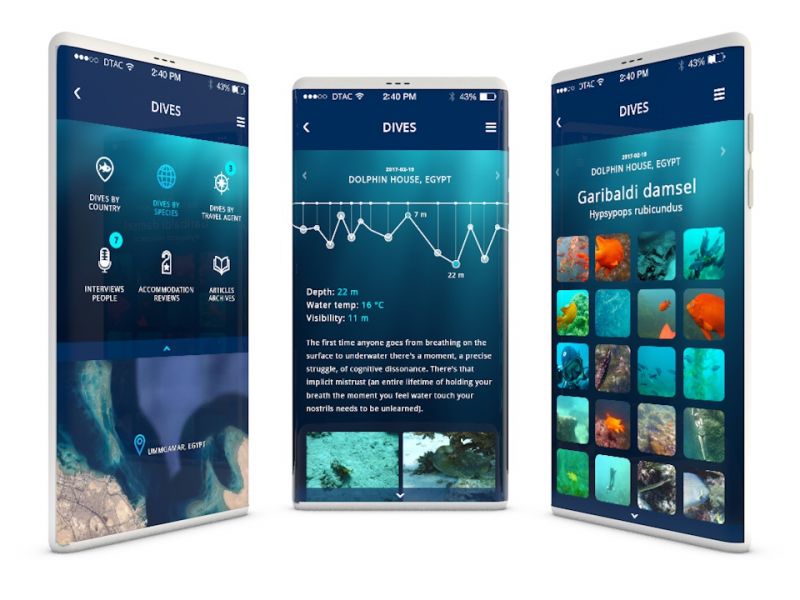 DTAC
2:40 PM
43%
DIVES
DIVES BY
COUNTRY
DIVES BY
SPECIES
3
DIVES BY
TRAVEL AGENT
7
INTERVIEWS
PEOPLE
ACCOMMODATION
REVIEWS
ARTICLES
ARCHIVES
UMMGAMAR, EGYPT
DTAC
2:40 PM
43%
DIVES
2017-02-19
DOLPHIN HOUSE, EGYPT
7 m
22 m
Depth: 22 m
Water temp: 16 °C
Visibility: 11 m
The first time anyone goes from breathing on the
surface to underwater there's a moment, a precise
struggle, of cognitive dissonance. There's that
implicit mistrust (an entire lifetime of holding your
breath the moment you feel water touch your
nostrils needs to be unlearned).
DTAC
2:40 PM
43%
DIVES
2017-02-19
DOLPHIN HOUSE, EGYPT
Garibaldi damsel
Hypsypops rubicundus